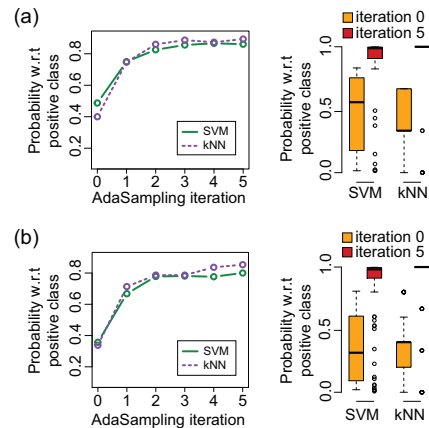 (a)
Probability w.r.t
positive class
0.2 0.4 0.6 0.8
SVM
kNN
0 1 2 3 4 5
AdaSampling iteration
iteration 0
iteration 5
Probability w.r.t
positive class
0.0 0.5 1.0
SVM kNN
(b)
Probability w.r.t
positive class
0.2 0.4 0.6 0.8
SVM
kNN
0 1 2 3 4 5
AdaSampling iteration
iteration 0
iteration 5
Probability w.r.t
positive class
0.0 0.5 1.0
SVM kNN